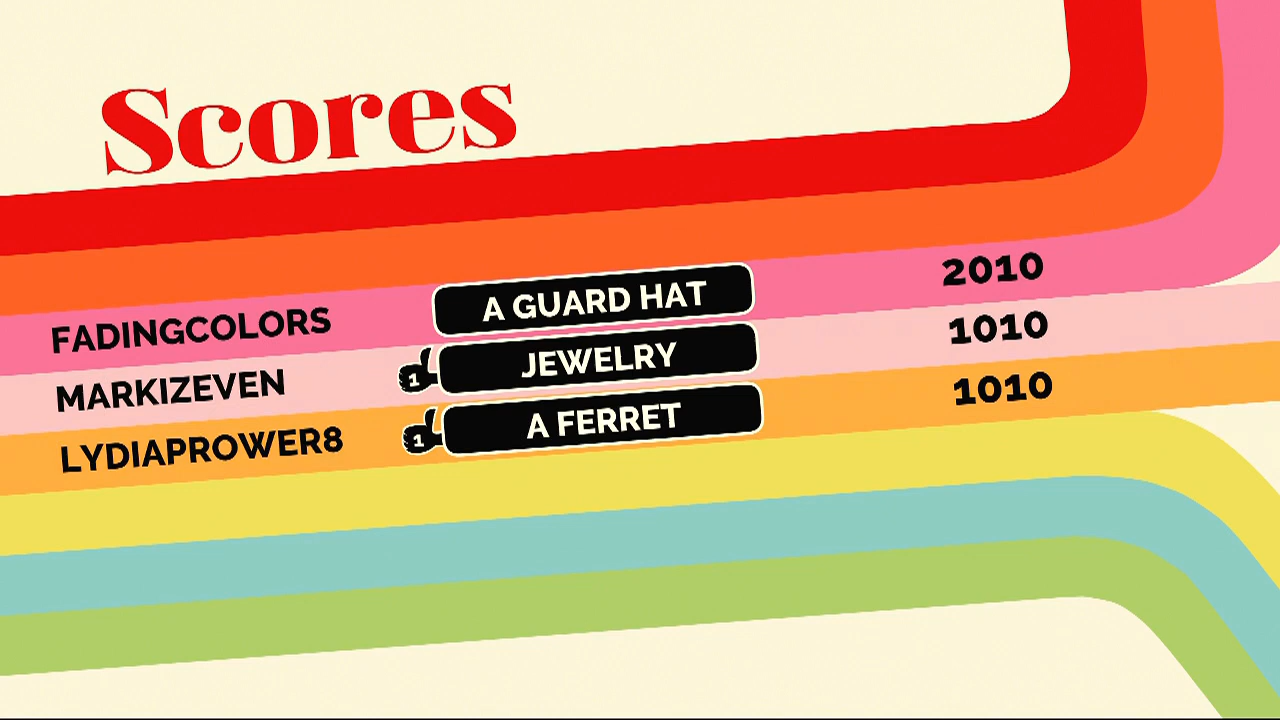 Scores
FADINGCOLORS A GUARD HAT 2010
MARKIZEVEN 1 JEWELRY 1010
LYDIAPROWER8 1 A FERRET 1010